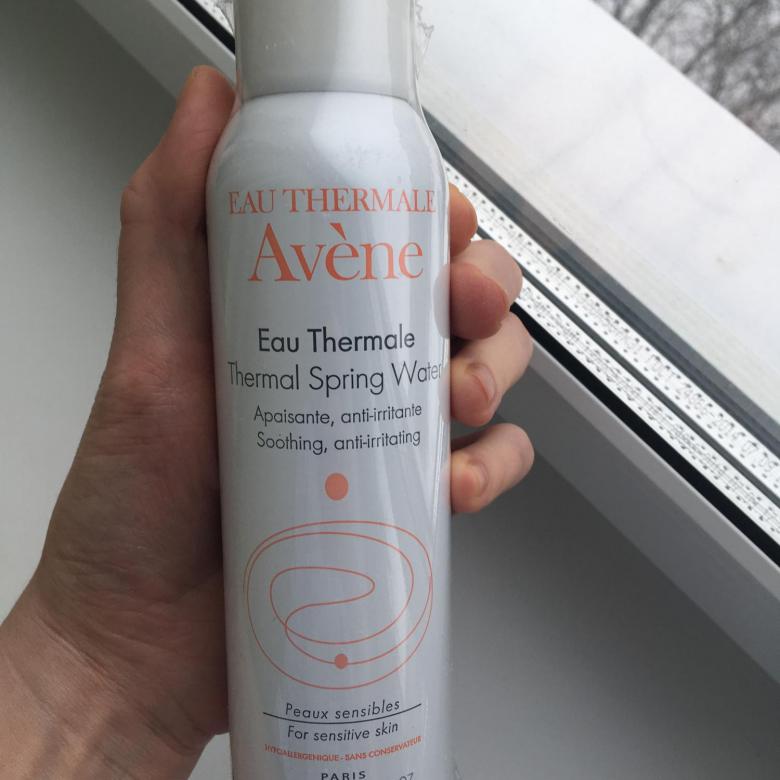 EAU THERMALE
Avène
Eau Thermale
Thermal Spring Water
Apaisante, anti-irritante
Soothing, anti-irritating
Peaux sensibles
For sensitive skin
HYPOALLERGENIQUE - SANS CONSERVATEUR
PARIS
07